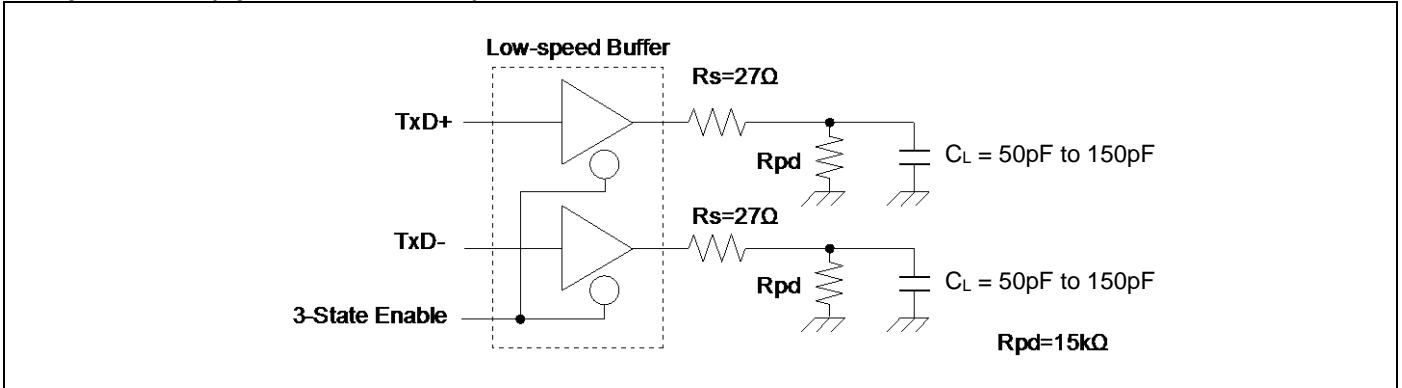 Low-speed Buffer
Rs=27Ω
TxD+
Rpd
CL = 50pF to 150pF
Rs=27Ω
TxD-
Rpd
CL = 50pF to 150pF
3-State Enable
Rpd=15kΩ